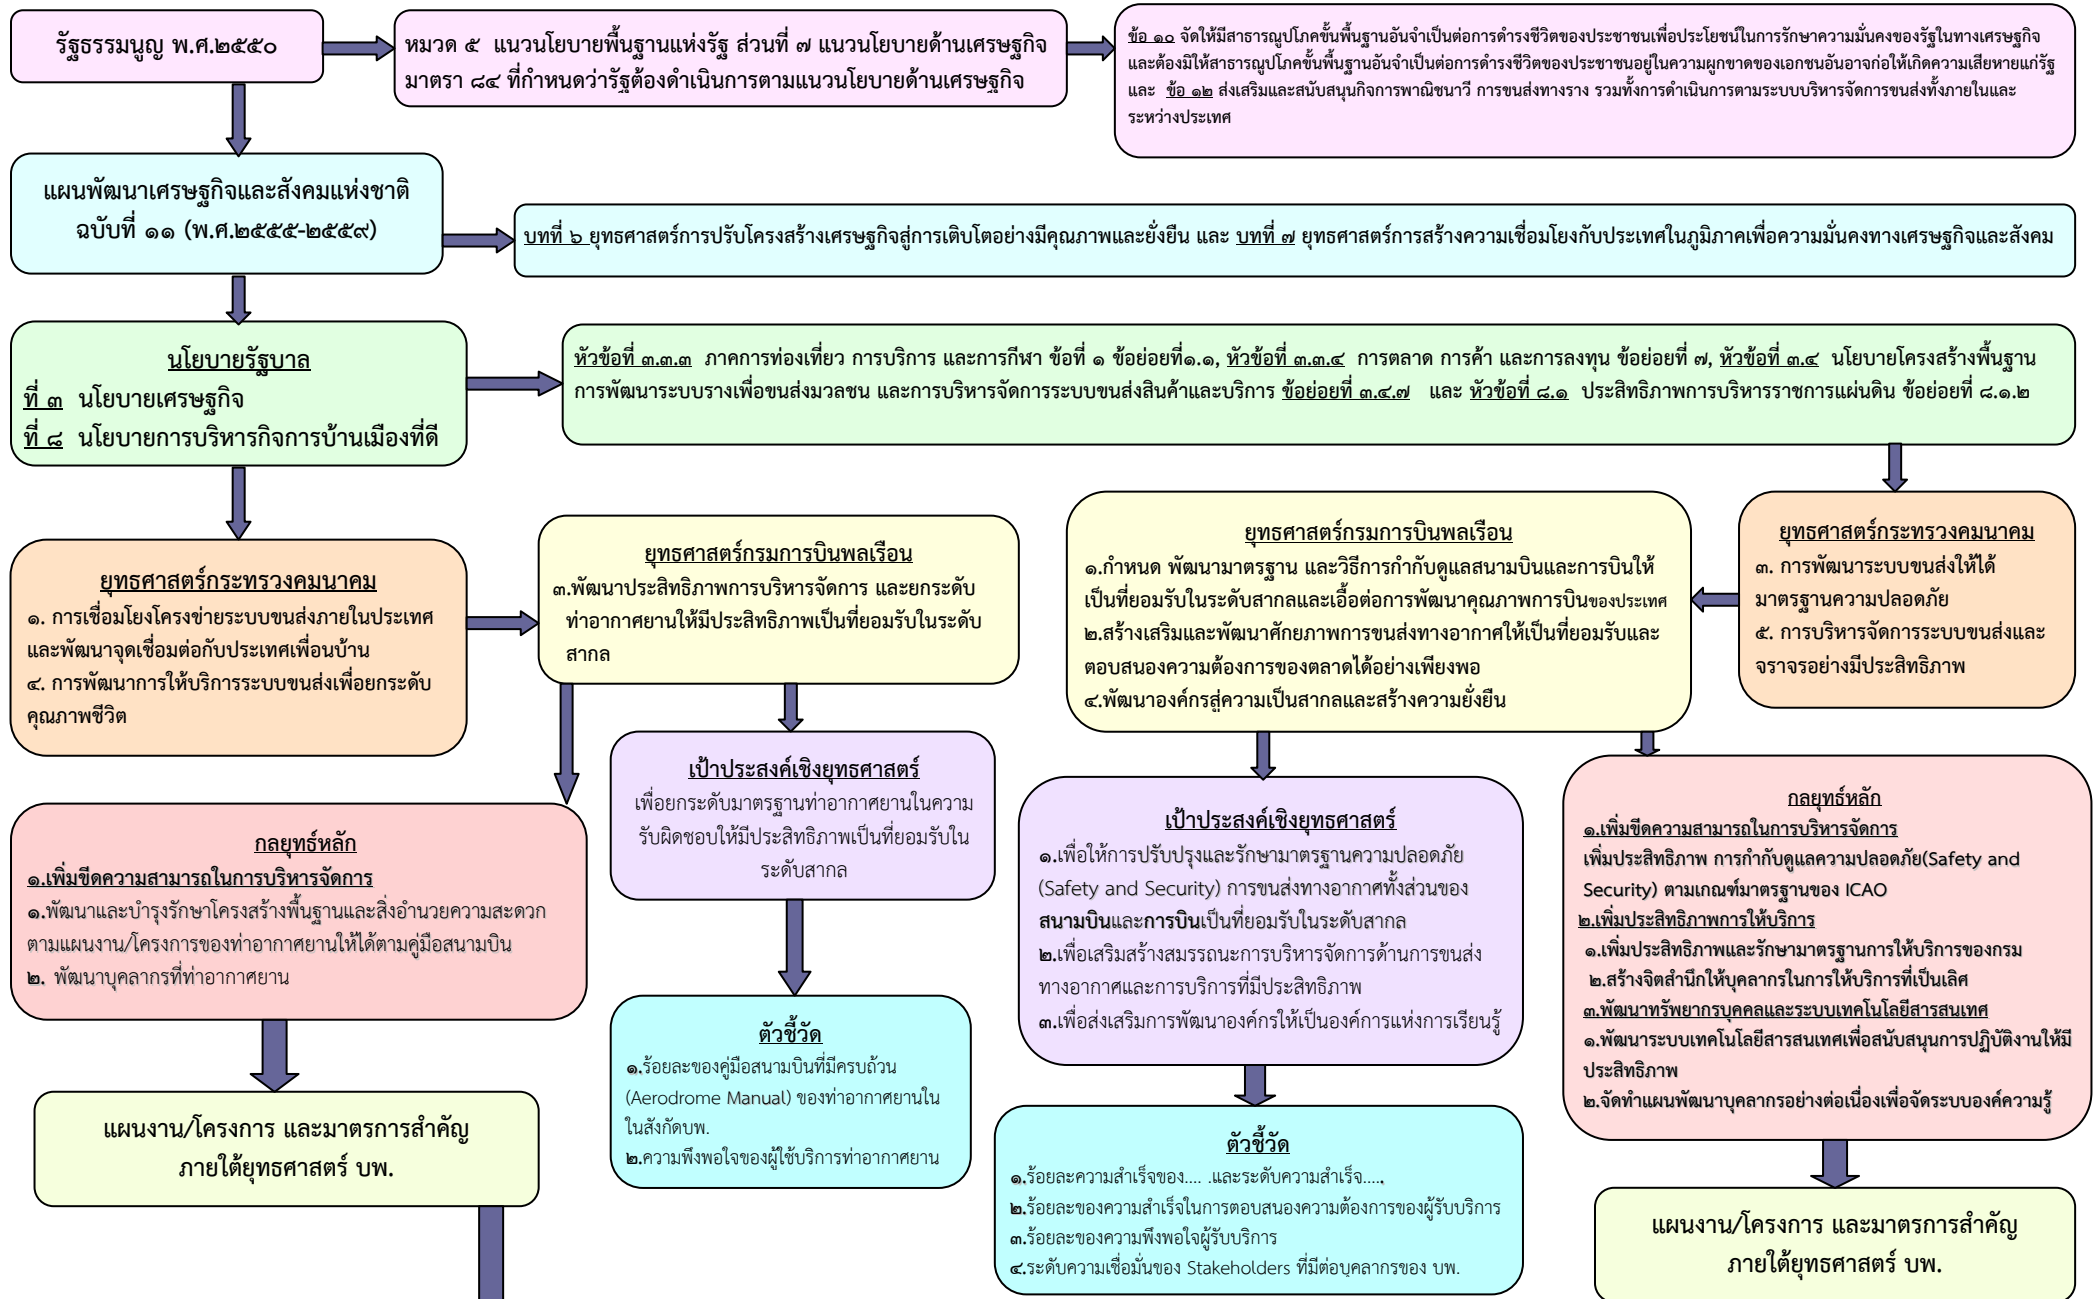 รัฐธรรมนูญ พ.ศ.๒๕๕๐
หมวด ๕ แนวนโยบายพื้นฐานแห่งรัฐ ส่วนที่ ๗ แนวนโยบายด้านเศรษฐกิจ
มาตรา ๘๔ ที่กำหนดว่ารัฐต้องดำเนินการตามแนวนโยบายด้านเศรษฐกิจ
ข้อ ๑๐ จัดให้มีสาธารณูปโภคขั้นพื้นฐานอันจำเป็นต่อการดำรงชีวิตของประชาชนเพื่อประโยชน์ในการรักษาความมั่นคงของรัฐในทางเศรษฐกิจ
และต้องมิให้สาธารณูปโภคขั้นพื้นฐานอันจำเป็นต่อการดำรงชีวิตของประชาชนอยู่ในความผูกขาดของเอกชนอันอาจก่อให้เกิดความเสียหายแก่รัฐ
และ ข้อ ๑๒ ส่งเสริมและสนับสนุนกิจการพาณิชนาวี การขนส่งทางราง รวมทั้งการดำเนินการตามระบบบริหารจัดการขนส่งทั้งภายในและ
ระหว่างประเทศ
แผนพัฒนาเศรษฐกิจและสังคมแห่งชาติ
ฉบับที่ ๑๑ (พ.ศ.๒๕๕๕-๒๕๕๙)
บทที่ ๖ ยุทธศาสตร์การปรับโครงสร้างเศรษฐกิจสู่การเติบโตอย่างมีคุณภาพและยั่งยืน และ บทที่ ๗ ยุทธศาสตร์การสร้างความเชื่อมโยงกับประเทศในภูมิภาคเพื่อความมั่นคงทางเศรษฐกิจและสังคม
นโยบายรัฐบาล
ที่ ๓ นโยบายเศรษฐกิจ
ที่ ๘ นโยบายการบริหารกิจการบ้านเมืองที่ดี
หัวข้อที่ ๓.๓.๓ ภาคการท่องเที่ยว การบริการ และการกีฬา ข้อที่ ๑ ข้อย่อยที่๑.๑, หัวข้อที่ ๓.๓.๔ การตลาด การค้า และการลงทุน ข้อย่อยที่ ๗, หัวข้อที่ ๓.๔ นโยบายโครงสร้างพื้นฐาน
การพัฒนาระบบรางเพื่อขนส่งมวลชน และการบริหารจัดการระบบขนส่งสินค้าและบริการ ข้อย่อยที่ ๓.๔.๗ และ หัวข้อที่ ๘.๑ ประสิทธิภาพการบริหารราชการแผ่นดิน ข้อย่อยที่ ๘.๑.๒
ยุทธศาสตร์กระทรวงคมนาคม
๑. การเชื่อมโยงโครงข่ายระบบขนส่งภายในประเทศ
และพัฒนาจุดเชื่อมต่อกับประเทศเพื่อนบ้าน
๔. การพัฒนาการให้บริการระบบขนส่งเพื่อยกระดับ
คุณภาพชีวิต
ยุทธศาสตร์กรมการบินพลเรือน
๓.พัฒนาประสิทธิภาพการบริหารจัดการ และยกระดับ
ท่าอากาศยานให้มีประสิทธิภาพเป็นที่ยอมรับในระดับ
สากล
ยุทธศาสตร์กรมการบินพลเรือน
๑.กำหนด พัฒนามาตรฐาน และวิธีการกำกับดูแลสนามบินและการบินให้
เป็นที่ยอมรับในระดับสากลและเอื้อต่อการพัฒนาคุณภาพการบินของประเทศ
๒.สร้างเสริมและพัฒนาศักยภาพการขนส่งทางอากาศให้เป็นที่ยอมรับและ
ตอบสนองความต้องการของตลาดได้อย่างเพียงพอ
๔.พัฒนาองค์กรสู่ความเป็นสากลและสร้างความยั่งยืน
ยุทธศาสตร์กระทรวงคมนาคม
๓. การพัฒนาระบบขนส่งให้ได้
มาตรฐานความปลอดภัย
๕. การบริหารจัดการระบบขนส่งและ
จราจรอย่างมีประสิทธิภาพ
กลยุทธ์หลัก
๑.เพิ่มขีดความสามารถในการบริหารจัดการ
๑.พัฒนาและบำรุงรักษาโครงสร้างพื้นฐานและสิ่งอำนวยความสะดวก
ตามแผนงาน/โครงการของท่าอากาศยานให้ได้ตามคู่มือสนามบิน
๒. พัฒนาบุคลากรที่ท่าอากาศยาน
เป้าประสงค์เชิงยุทธศาสตร์
เพื่อยกระดับมาตรฐานท่าอากาศยานในความ
รับผิดชอบให้มีประสิทธิภาพเป็นที่ยอมรับใน
ระดับสากล
เป้าประสงค์เชิงยุทธศาสตร์
๑.เพื่อให้การปรับปรุงและรักษามาตรฐานความปลอดภัย
(Safety and Security) การขนส่งทางอากาศทั้งส่วนของ
สนามบินและการบินเป็นที่ยอมรับในระดับสากล
๒.เพื่อเสริมสร้างสมรรถนะการบริหารจัดการด้านการขนส่ง
ทางอากาศและการบริการที่มีประสิทธิภาพ
๓.เพื่อส่งเสริมการพัฒนาองค์กรให้เป็นองค์การแห่งการเรียนรู้
กลยุทธ์หลัก
๑.เพิ่มขีดความสามารถในการบริหารจัดการ
เพิ่มประสิทธิภาพ การกำกับดูแลความปลอดภัย(Safety and
Security) ตามเกณฑ์มาตรฐานของ ICAO
๒.เพิ่มประสิทธิภาพการให้บริการ
๑.เพิ่มประสิทธิภาพและรักษามาตรฐานการให้บริการของกรม
๒.สร้างจิตสำนึกให้บุคลากรในการให้บริการที่เป็นเลิศ
๓.พัฒนาทรัพยากรบุคคลและระบบเทคโนโลยีสารสนเทศ
๑.พัฒนาระบบเทคโนโลยีสารสนเทศเพื่อสนับสนุนการปฏิบัติงานให้มี
ประสิทธิภาพ
๒.จัดทำแผนพัฒนาบุคลากรอย่างต่อเนื่องเพื่อจัดระบบองค์ความรู้
แผนงาน/โครงการ และมาตรการสำคัญ
ภายใต้ยุทธศาสตร์ บพ.
ตัวชี้วัด
๑.ร้อยละของคู่มือสนามบินที่มีครบถ้วน
(Aerodrome Manual) ของท่าอากาศยานใน
ในสังกัดบพ.
๒.ความพึงพอใจของผู้ใช้บริการท่าอากาศยาน
ตัวชี้วัด
๑.ร้อยละความสำเร็จของ.... .และระดับความสำเร็จ.....
๒.ร้อยละของความสำเร็จในการตอบสนองความต้องการของผู้รับบริการ
๓.ร้อยละของความพึงพอใจผู้รับบริการ
๔.ระดับความเชื่อมั่นของ Stakeholders ที่มีต่อบุคลากรของ บพ.
แผนงาน/โครงการ และมาตรการสำคัญ
ภายใต้ยุทธศาสตร์ บพ.